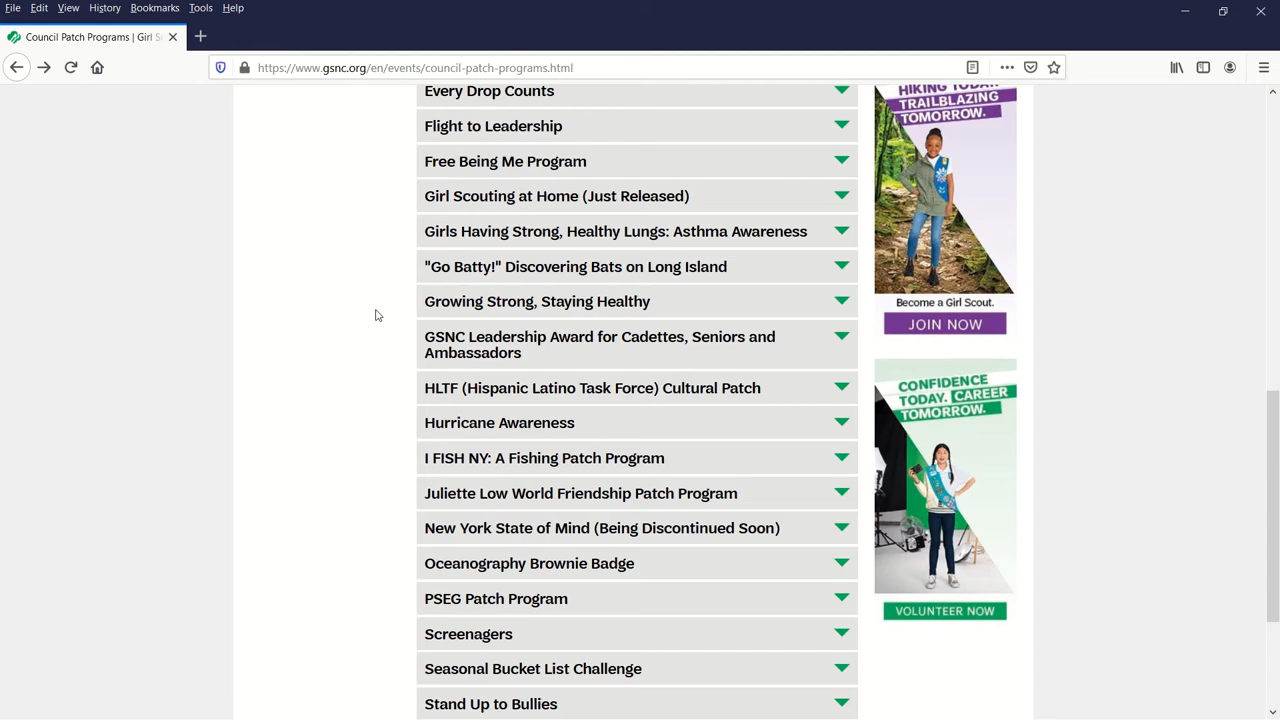 File Edit View History Bookmarks Tools Help
Council Patch Programs | Girl S
https://www.gsnc.org/en/events/council-patch-programs.html
Every Drop Counts
Flight to Leadership
Free Being Me Program
Girl Scouting at Home (Just Released)
Girls Having Strong, Healthy Lungs: Asthma Awareness
"Go Batty!" Discovering Bats on Long Island
Growing Strong, Staying Healthy
GSNC Leadership Award for Cadettes, Seniors and
Ambassadors
HLTF (Hispanic Latino Task Force) Cultural Patch
Hurricane Awareness
I FISH NY: A Fishing Patch Program
Juliette Low World Friendship Patch Program
New York State of Mind (Being Discontinued Soon)
Oceanography Brownie Badge
PSEG Patch Program
Screenagers
Seasonal Bucket List Challenge
Stand Up to Bullies
HIKING TODAY.
TRAILBLAZING
TOMORROW.
Become a Girl Scout.
JOIN NOW
CONFIDENCE
TODAY. CAREER
TOMORROW.
VOLUNTEER NOW